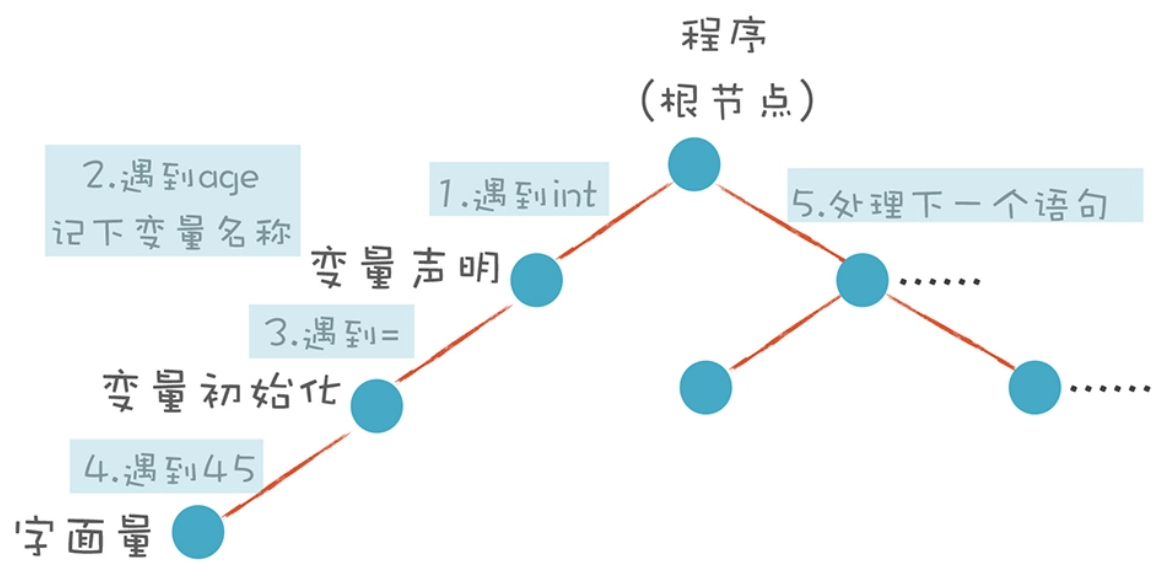 程序
(根节点)
1.遇到int
2.遇到age
记下变量名称
变量声明
3.遇到=
变量初始化
4.遇到45
字面量
5.处理下一个语句
……
……